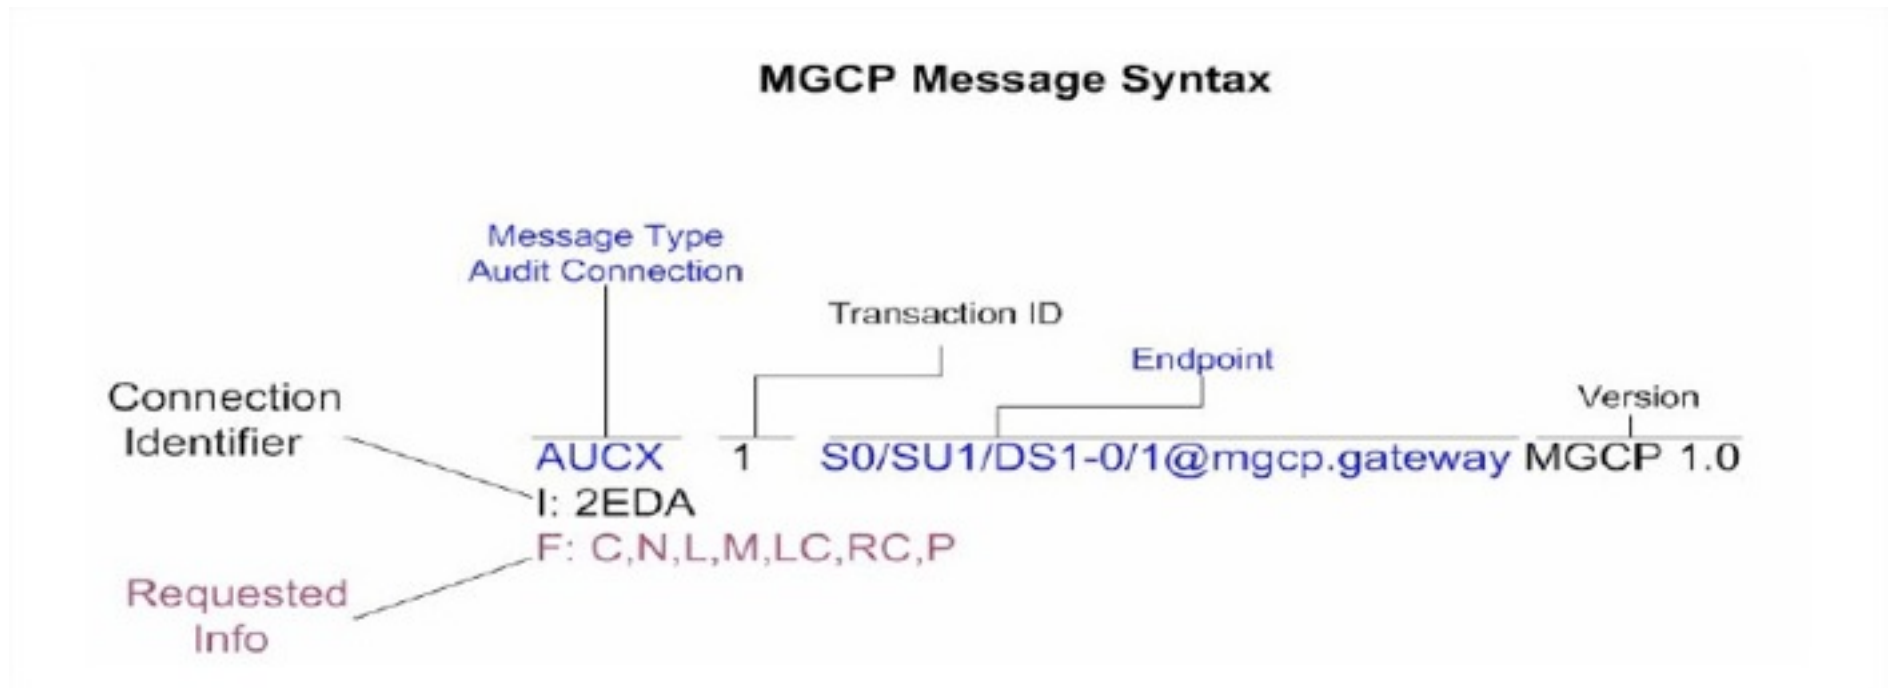 MGCP Message Syntax
Message Type
Audit Connection
Transaction ID
Endpoint
Version
Connection
Identifier
AUCX 1 S0/SU1/DS1-0/1@mgcp.gateway MGCP 1.0
I: 2EDA
F: C,N,L,M,LC,RC,P
Requested
Info